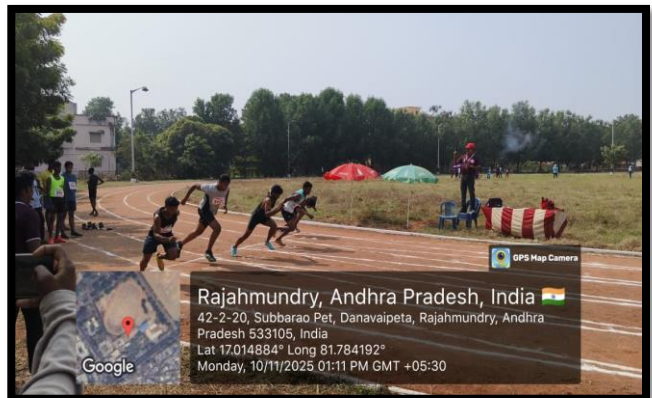 GPS Map Camera
Rajahmundry, Andhra Pradesh, India
42-2-20, Subbarao Pet, Danavaipeta, Rajahmundry, Andhra
Pradesh 533105, India
Lat 17.014884° Long 81.784192°
Monday, 10/11/2025 01:11 PM GMT +05:30
Google